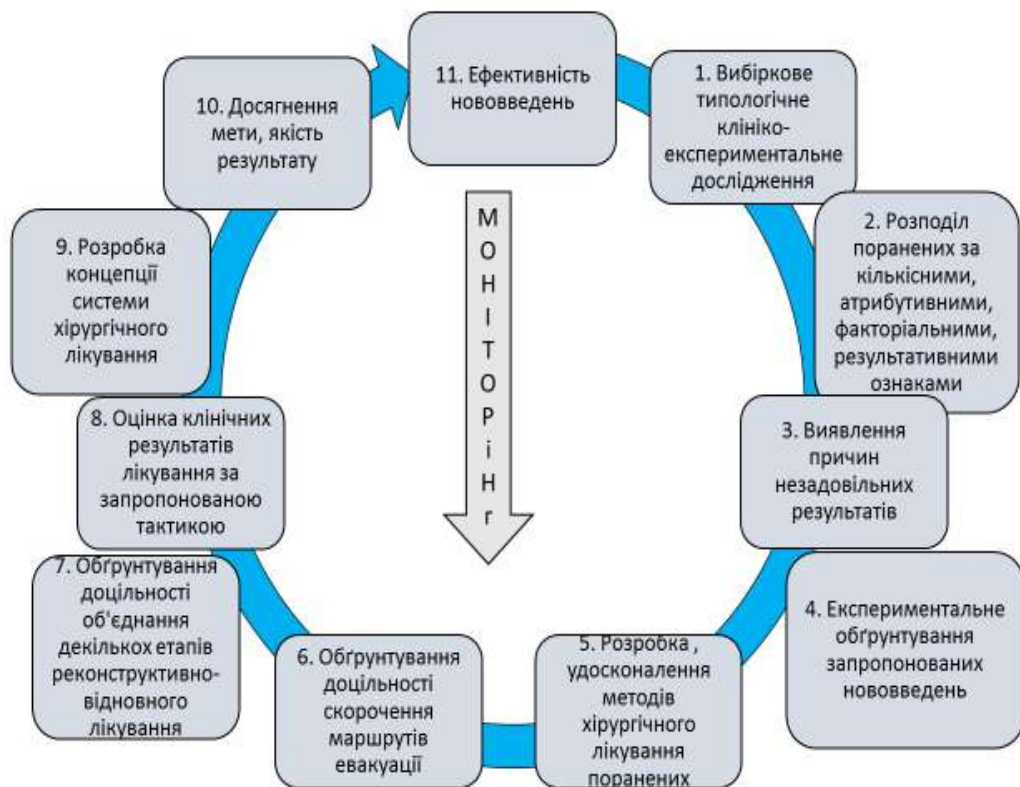 11. Ефективність
нововведень
1. Вибіркове
типологічне
клініко-
експериментальне
дослідження
2. Розподіл
поранених за
кількісними,
атрибутивними,
факторіальними,
результативними
ознаками
3. Виявлення
причин
незадовільних
результатів
4. Експериментальне
обґрунтування
запропонованих
нововведень
5. Розробка ,
удосконалення
методів
хірургічного
лікування
поранених
6. Обґрунтування
доцільності
скорочення
маршрутів
евакуації
7. Обґрунтування
доцільності
об'єднання
декількох етапів
реконструктивно-
відновного
лікування
8. Оцінка клінічних
результатів
лікування за
запропонованою
тактикою
9. Розробка
концепції
системи
хірургічного
лікування
10. Досягнення
мети, якість
результату
М
О
Н
І
Т
О
Р
і
Н
г